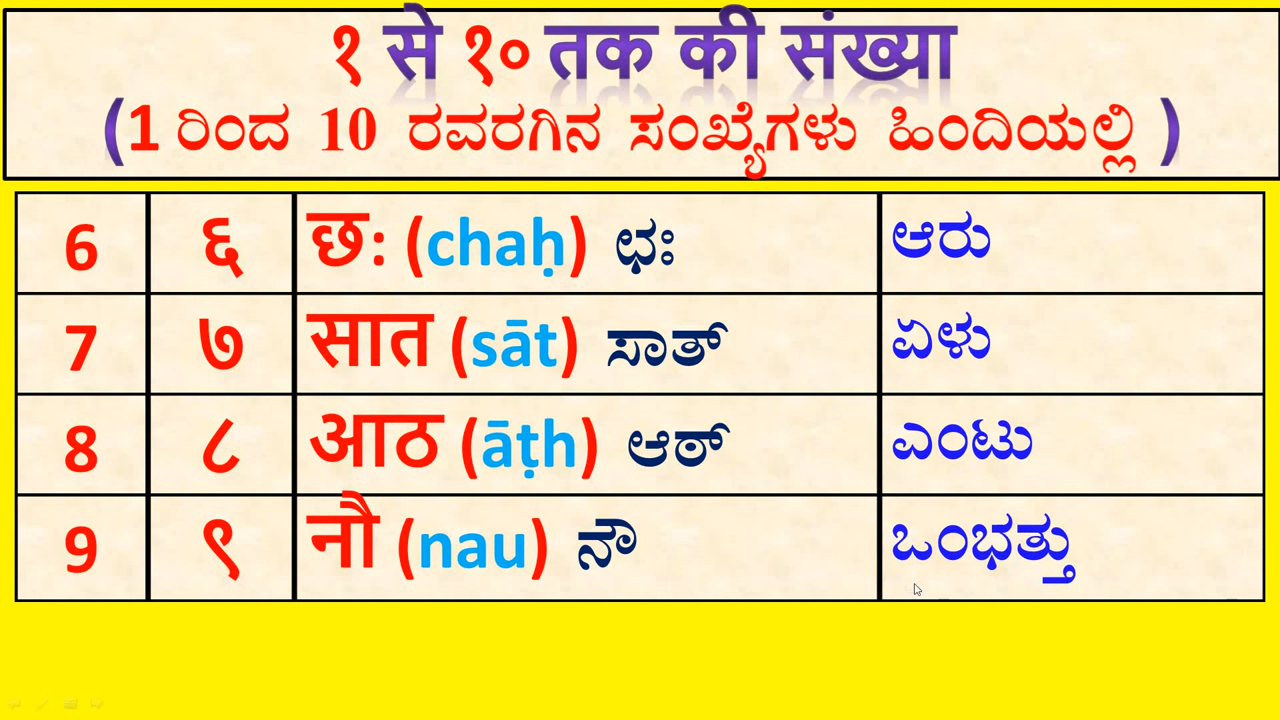 १ से १० तक की संख्या
(1 ರಿಂದ 10 ರವರಗಿನ ಸಂಖ್ಯೆಗಳು ಹಿಂದಿಯಲ್ಲಿ )
6 ६ छः (chaḥ) ಛಃ ಆರು
7 ७ सात (sāt) ಸಾತ್ ಏಳು
8 ८ आठ (āṭh) ಆಠ್ ಎಂಟು
9 ९ नौ (nau) ನೌ ಒಂಭತ್ತು